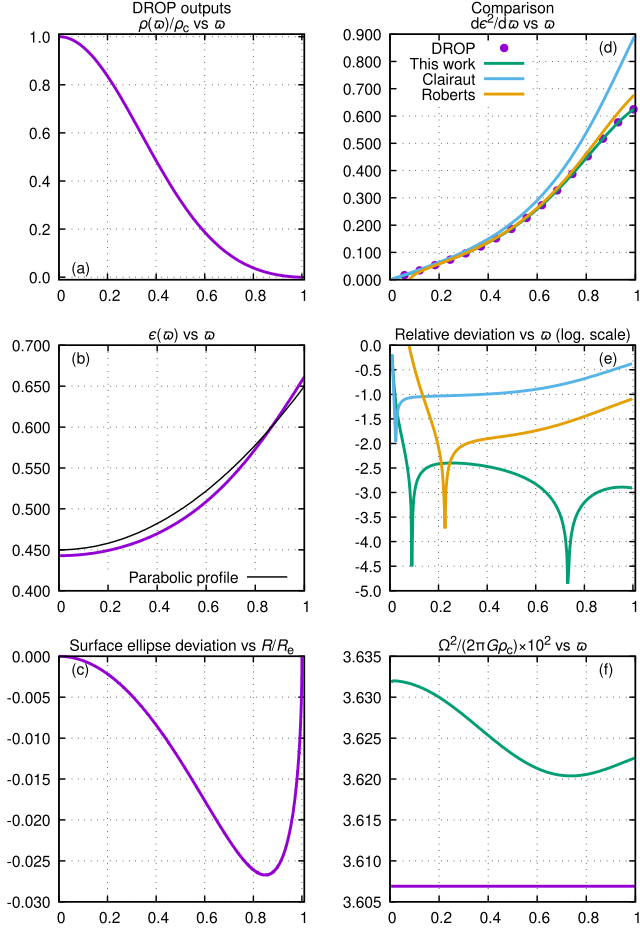 DROP outputs
ρ(ϖ)/ρc vs ϖ
1.0
0.8
0.6
0.4
0.2
0.0
(a)
0 0.2 0.4 0.6 0.8 1
Comparison
dϵ²/dϖ vs ϖ
0.900
0.800
0.700
0.600
0.500
0.400
0.300
0.200
0.100
0.000
(d)
DROP
This work
Clairaut
Roberts
0 0.2 0.4 0.6 0.8 1
ϵ(ϖ) vs ϖ
0.700
0.650
0.600
0.550
0.500
0.450
0.400
(b)
Parabolic profile
0 0.2 0.4 0.6 0.8 1
Relative deviation vs ϖ (log. scale)
0.0
-0.5
-1.0
-1.5
-2.0
-2.5
-3.0
-3.5
-4.0
-4.5
-5.0
(e)
0 0.2 0.4 0.6 0.8 1
Surface ellipse deviation vs R/Re
0.000
-0.005
-0.010
-0.015
-0.020
-0.025
-0.030
(c)
0 0.2 0.4 0.6 0.8 1
Ω²/(2πGρc)×10² vs ϖ
3.635
3.630
3.625
3.620
3.615
3.610
3.605
(f)
0 0.2 0.4 0.6 0.8 1